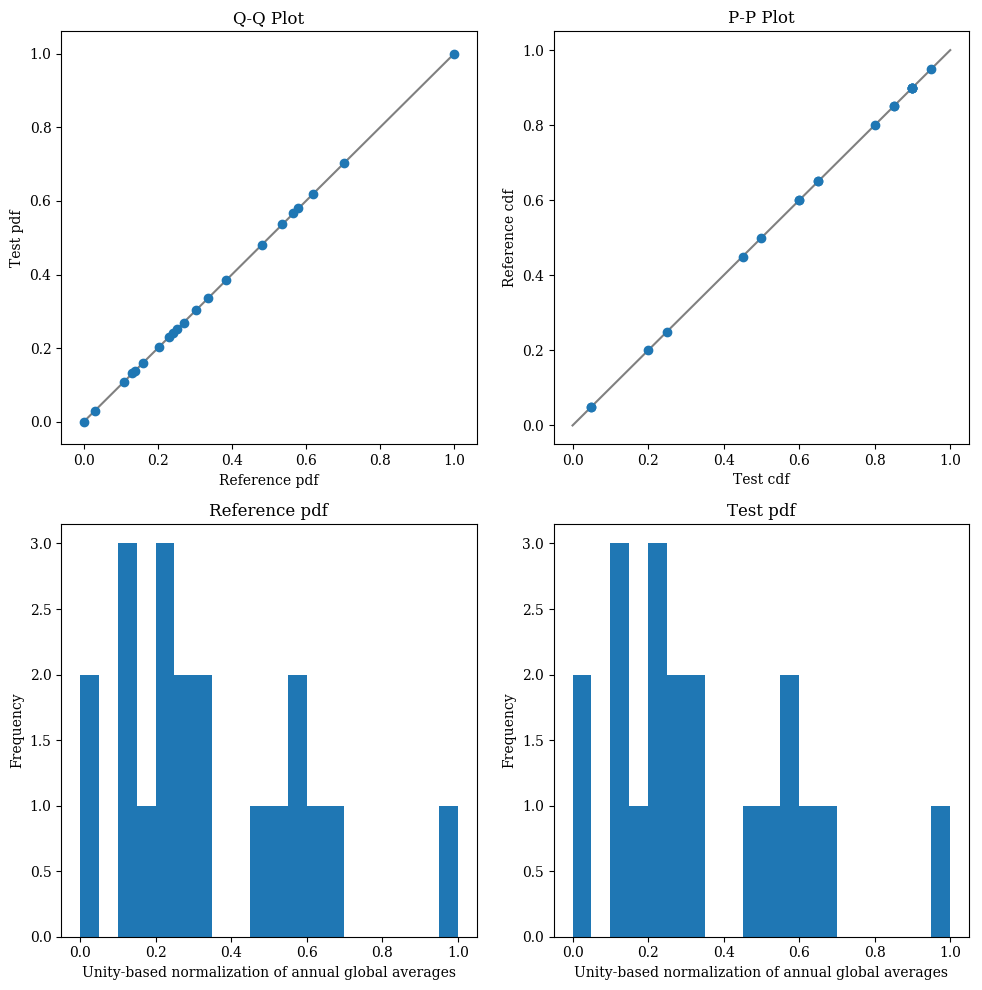 Q-Q Plot
1.0
0.8
0.6
0.4
0.2
0.0
Test pdf
0.0 0.2 0.4 0.6 0.8 1.0
Reference pdf
P-P Plot
1.0
0.8
0.6
0.4
0.2
0.0
Reference cdf
0.0 0.2 0.4 0.6 0.8 1.0
Test cdf
Reference pdf
3.0
2.5
2.0
1.5
1.0
0.5
0.0
Frequency
0.0 0.2 0.4 0.6 0.8 1.0
Unity-based normalization of annual global averages
Test pdf
3.0
2.5
2.0
1.5
1.0
0.5
0.0
Frequency
0.0 0.2 0.4 0.6 0.8 1.0
Unity-based normalization of annual global averages